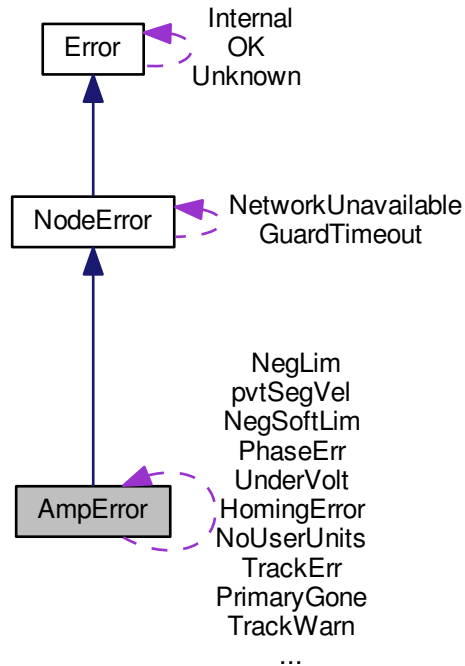 Internal
Error
OK
Unknown
NodeError
NetworkUnavailable
GuardTimeout
NegLim
pvtSegVel
NegSoftLim
PhaseErr
UnderVolt
AmpError
HomingError
NoUserUnits
TrackErr
PrimaryGone
TrackWarn
...